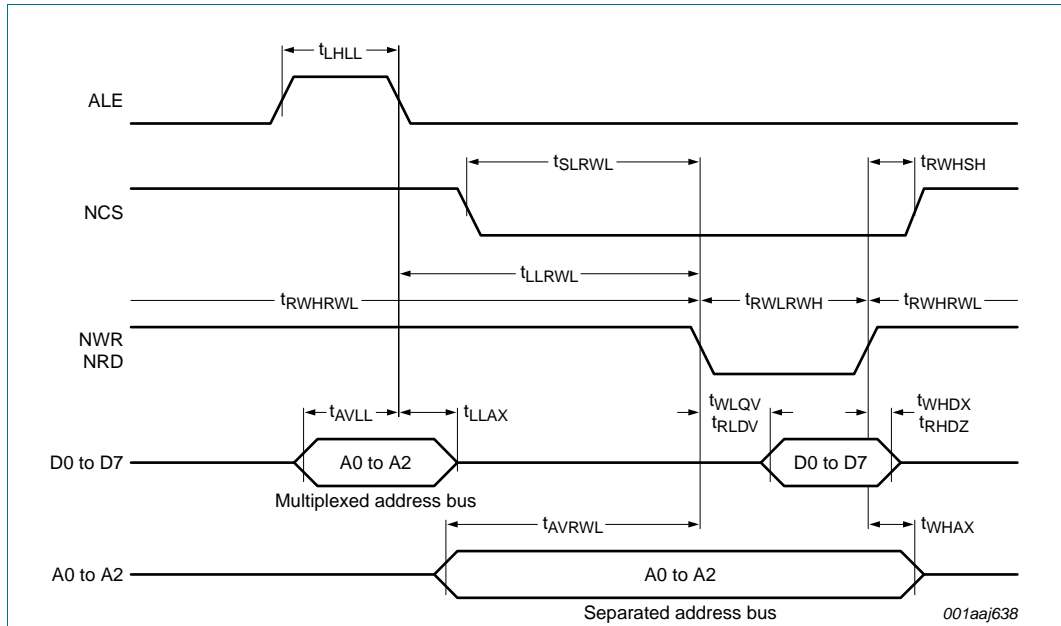 tLHLL
ALE
tSLRWL
tRWHSH
NCS
tLLRWL
tRWHRWL
tRWLRWH
tRWHRWL
NWR
NRD
tAVLL
tLLAX
tWLQV
tRLDV
tWHDX
tRHDZ
D0 to D7
A0 to A2
D0 to D7
Multiplexed address bus
tAVRWL
tWHAX
A0 to A2
A0 to A2
Separated address bus
001aaj638